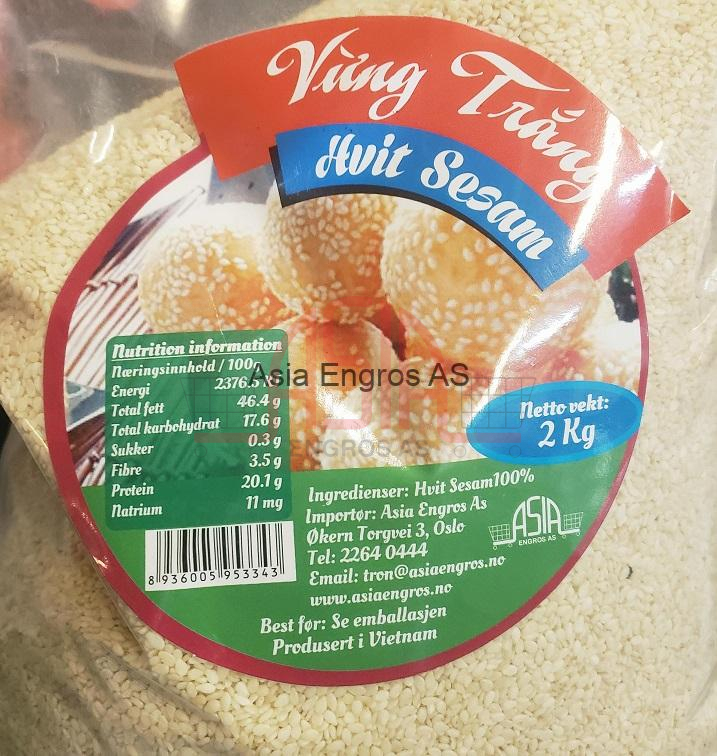 Vừng Trắng
Hvit Sesam
Nutrition information
Næringsinnhold / 100g
Energi 2376.5
Total fett 46.4 g
Total karbohydrat 17.6 g
Sukker 0.3 g
Fibre 3.5 g
Protein 20.1 g
Natrium 11 mg
Asia Engros AS
ENGROS AS
Netto vekt:
2 Kg
Ingredienser: Hvit Sesam100%
Importør: Asia Engros As
Økern Torgvei 3, Oslo
Tel: 2264 0444
Email: tron@asiaengros.no
www.asiaengros.no
ASIA
ENGROS AS
8 936005 953343
Best før: Se emballasjen
Produsert i Vietnam